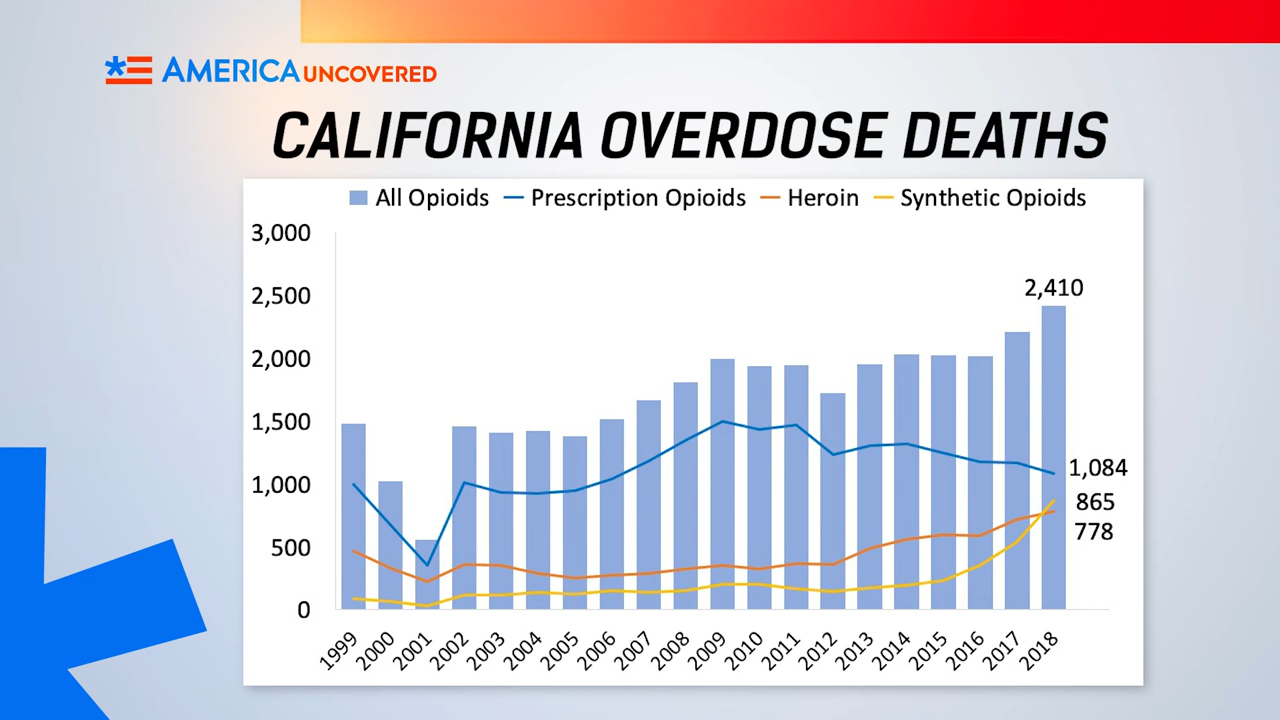 AMERICA UNCOVERED
CALIFORNIA OVERDOSE DEATHS
All Opioids Prescription Opioids Heroin Synthetic Opioids
3,000
2,500
2,000
1,500
1,000
500
0
2,410
1,084
865
778
1999 2000 2001 2002 2003 2004 2005 2006 2007 2008 2009 2010 2011 2012 2013 2014 2015 2016 2017 2018